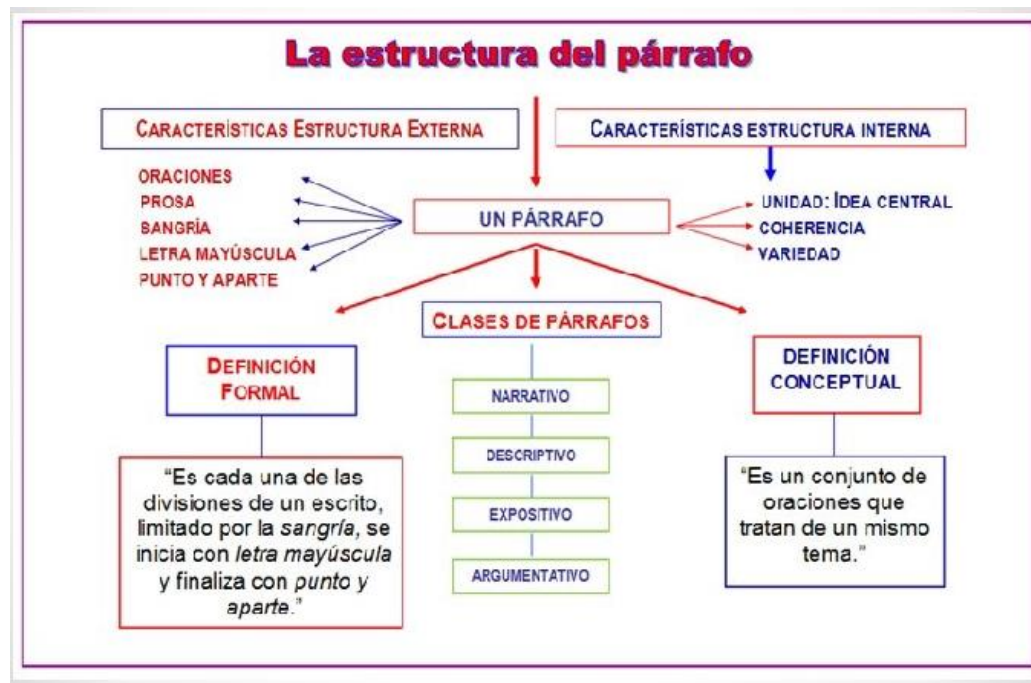 La estructura del párrafo
CARACTERÍSTICAS ESTRUCTURA EXTERNA
CARACTERÍSTICAS ESTRUCTURA INTERNA
ORACIONES
PROSA
SANGRÍA
LETRA MAYÚSCULA
PUNTO Y APARTE
UN PÁRRAFO
UNIDAD: IDEA CENTRAL
COHERENCIA
VARIEDAD
CLASES DE PÁRRAFOS
DEFINICIÓN
FORMAL
DEFINICIÓN
CONCEPTUAL
NARRATIVO
DESCRIPTIVO
EXPOSITIVO
ARGUMENTATIVO
“Es cada una de las
divisiones de un escrito,
limitado por la sangría, se
inicia con letra mayúscula
y finaliza con punto y
aparte.”
“Es un conjunto de
oraciones que
tratan de un mismo
tema.”